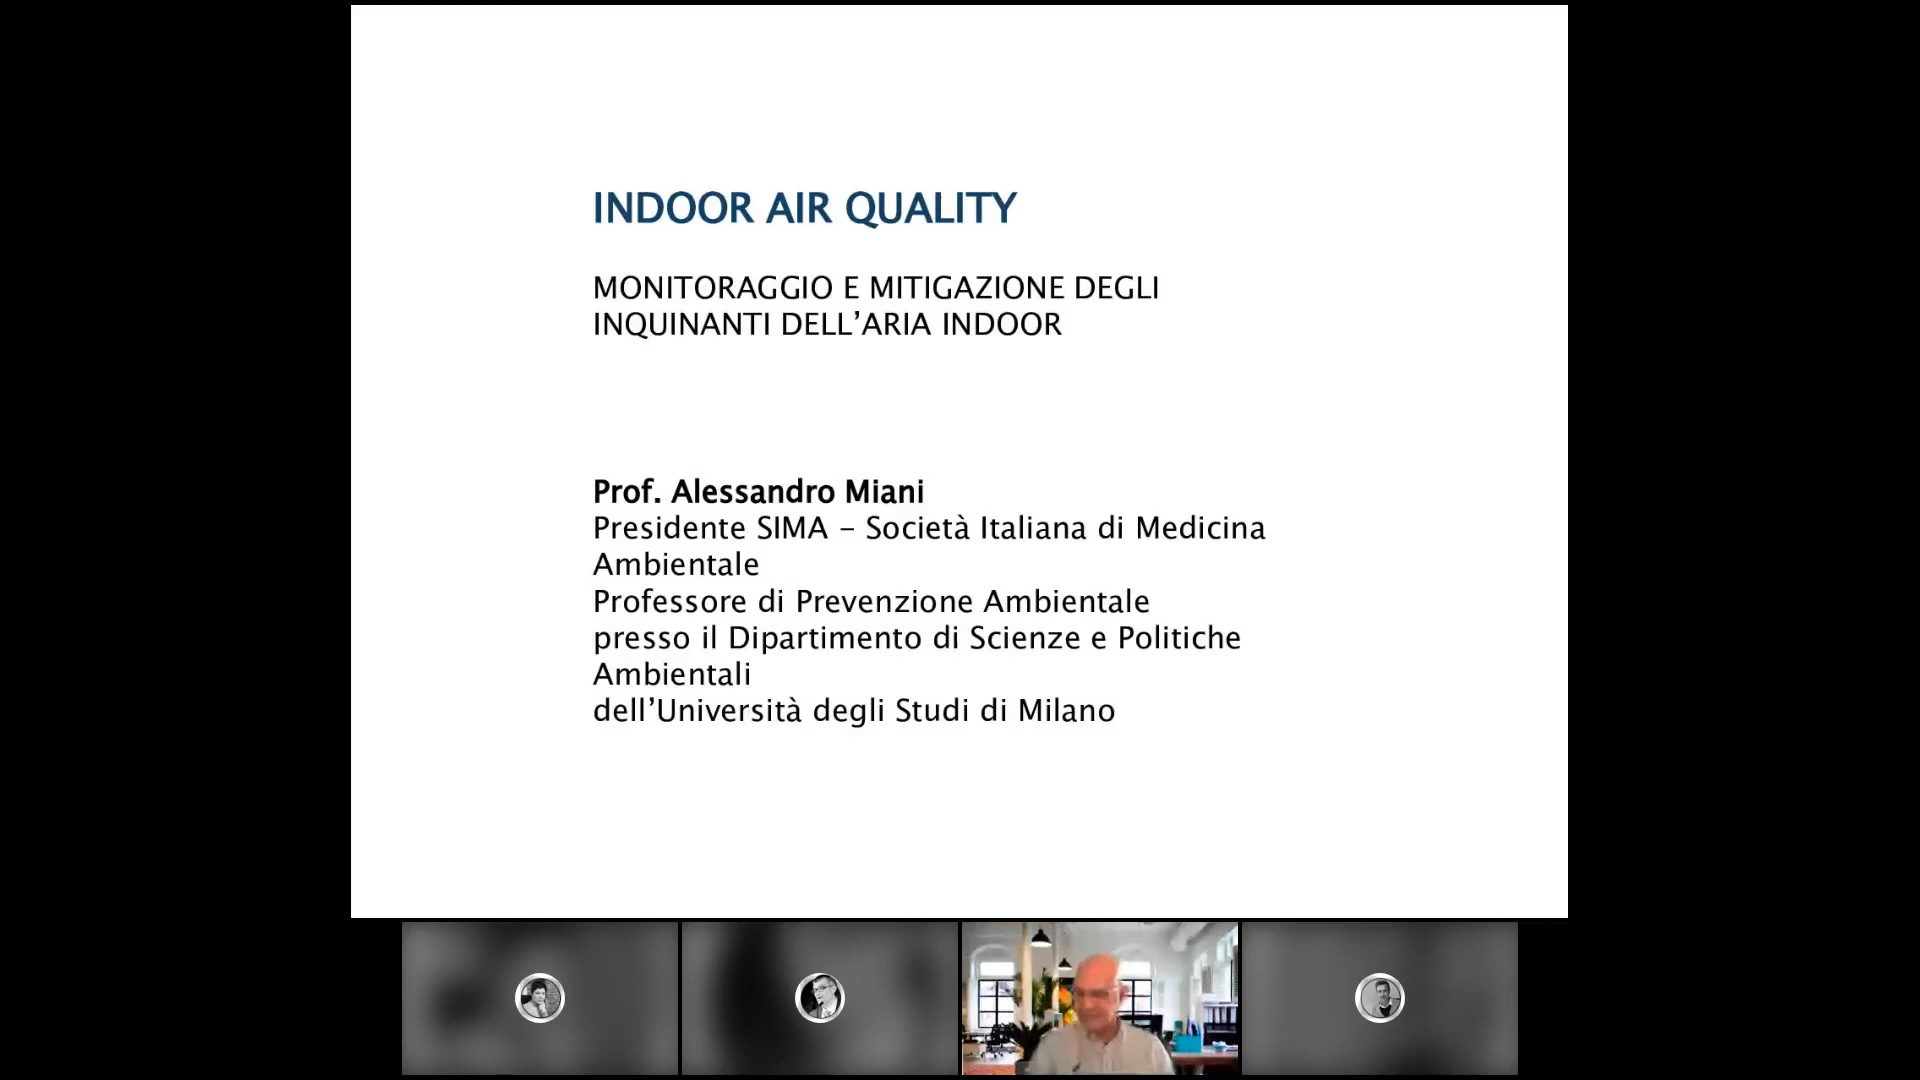 INDOOR AIR QUALITY
MONITORAGGIO E MITIGAZIONE DEGLI
INQUINANTI DELL’ARIA INDOOR
Prof. Alessandro Miani
Presidente SIMA – Società Italiana di Medicina
Ambientale
Professore di Prevenzione Ambientale
presso il Dipartimento di Scienze e Politiche
Ambientali
dell’Università degli Studi di Milano